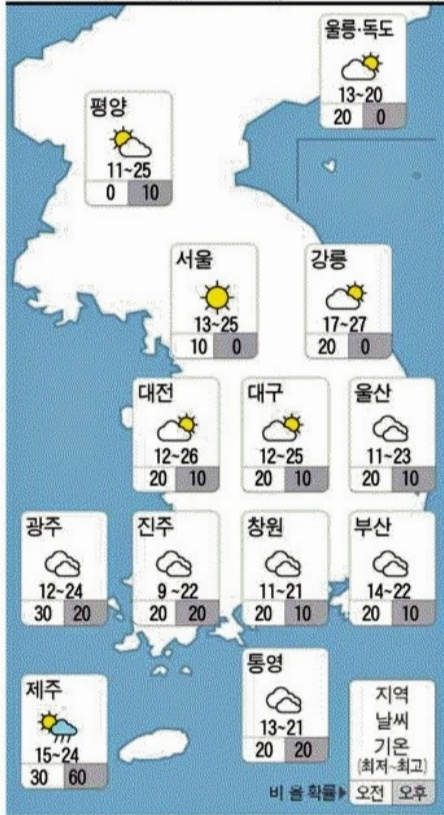 울릉·독도
13~20
20 0
평양
11~25
0 10
서울
13~25
10 0
강릉
17~27
20 0
대전
12~26
20 10
대구
12~25
20 10
울산
11~23
20 10
광주
12~24
30 20
진주
9~22
20 20
창원
11~21
20 10
부산
14~22
20 10
제주
15~24
30 60
통영
13~21
20 20
지역
날씨
기온
(최저~최고)
비 올 확률▶ 오전 오후